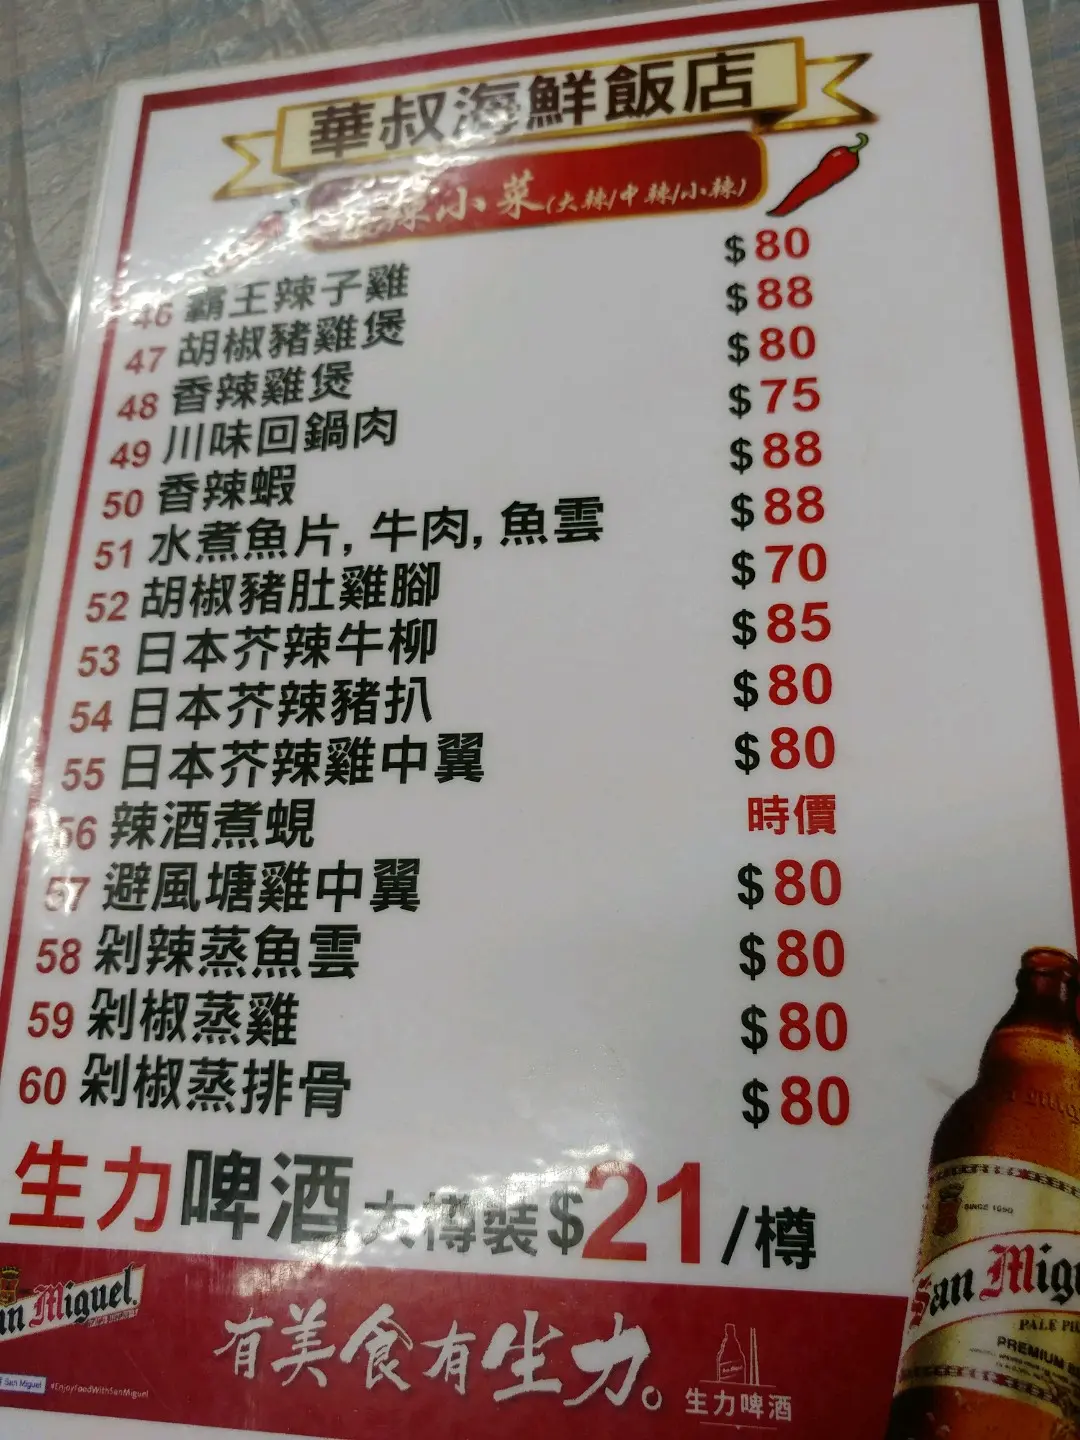 華叔海鮮飯店
辣小菜(大辣/中辣/小辣)
46 霸王辣子雞 $80
47 胡椒豬雞煲 $88
48 香辣雞煲 $80
49 川味回鍋肉 $75
50 香辣蝦 $88
51 水煮魚片, 牛肉, 魚雲 $88
52 胡椒豬肚雞腳 $70
53 日本芥辣牛柳 $85
54 日本芥辣豬扒 $80
55 日本芥辣雞中翼 $80
56 辣酒煮蜆 時價
57 避風塘雞中翼 $80
58 剁辣蒸魚雲 $80
59 剁椒蒸雞 $80
60 剁椒蒸排骨 $80
生力啤酒 大樽裝 $21/樽
San Miguel
有美食有生力。
生力啤酒
San Miguel
#EnjoyFoodWithSanMiguel
SINCE 1890
San Migu
PALE PI
PREMIUM B